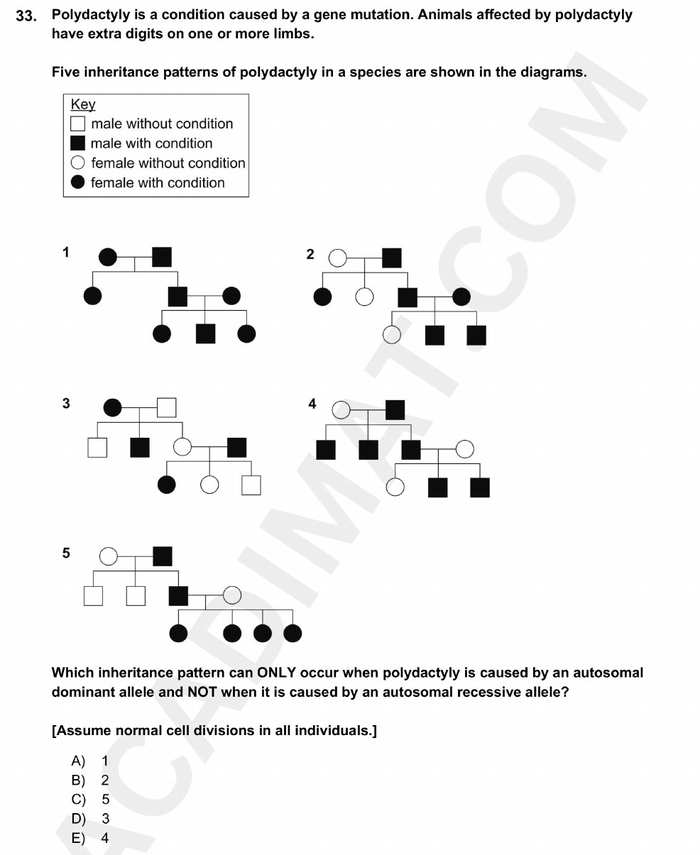 33. Polydactyly is a condition caused by a gene mutation. Animals affected by polydactyly
have extra digits on one or more limbs.
Five inheritance patterns of polydactyly in a species are shown in the diagrams.
Key
male without condition
male with condition
female without condition
female with condition
1
2
3
4
5
Which inheritance pattern can ONLY occur when polydactyly is caused by an autosomal
dominant allele and NOT when it is caused by an autosomal recessive allele?
[Assume normal cell divisions in all individuals.]
A) 1
B) 2
C) 5
D) 3
E) 4
ACADIMAT.COM